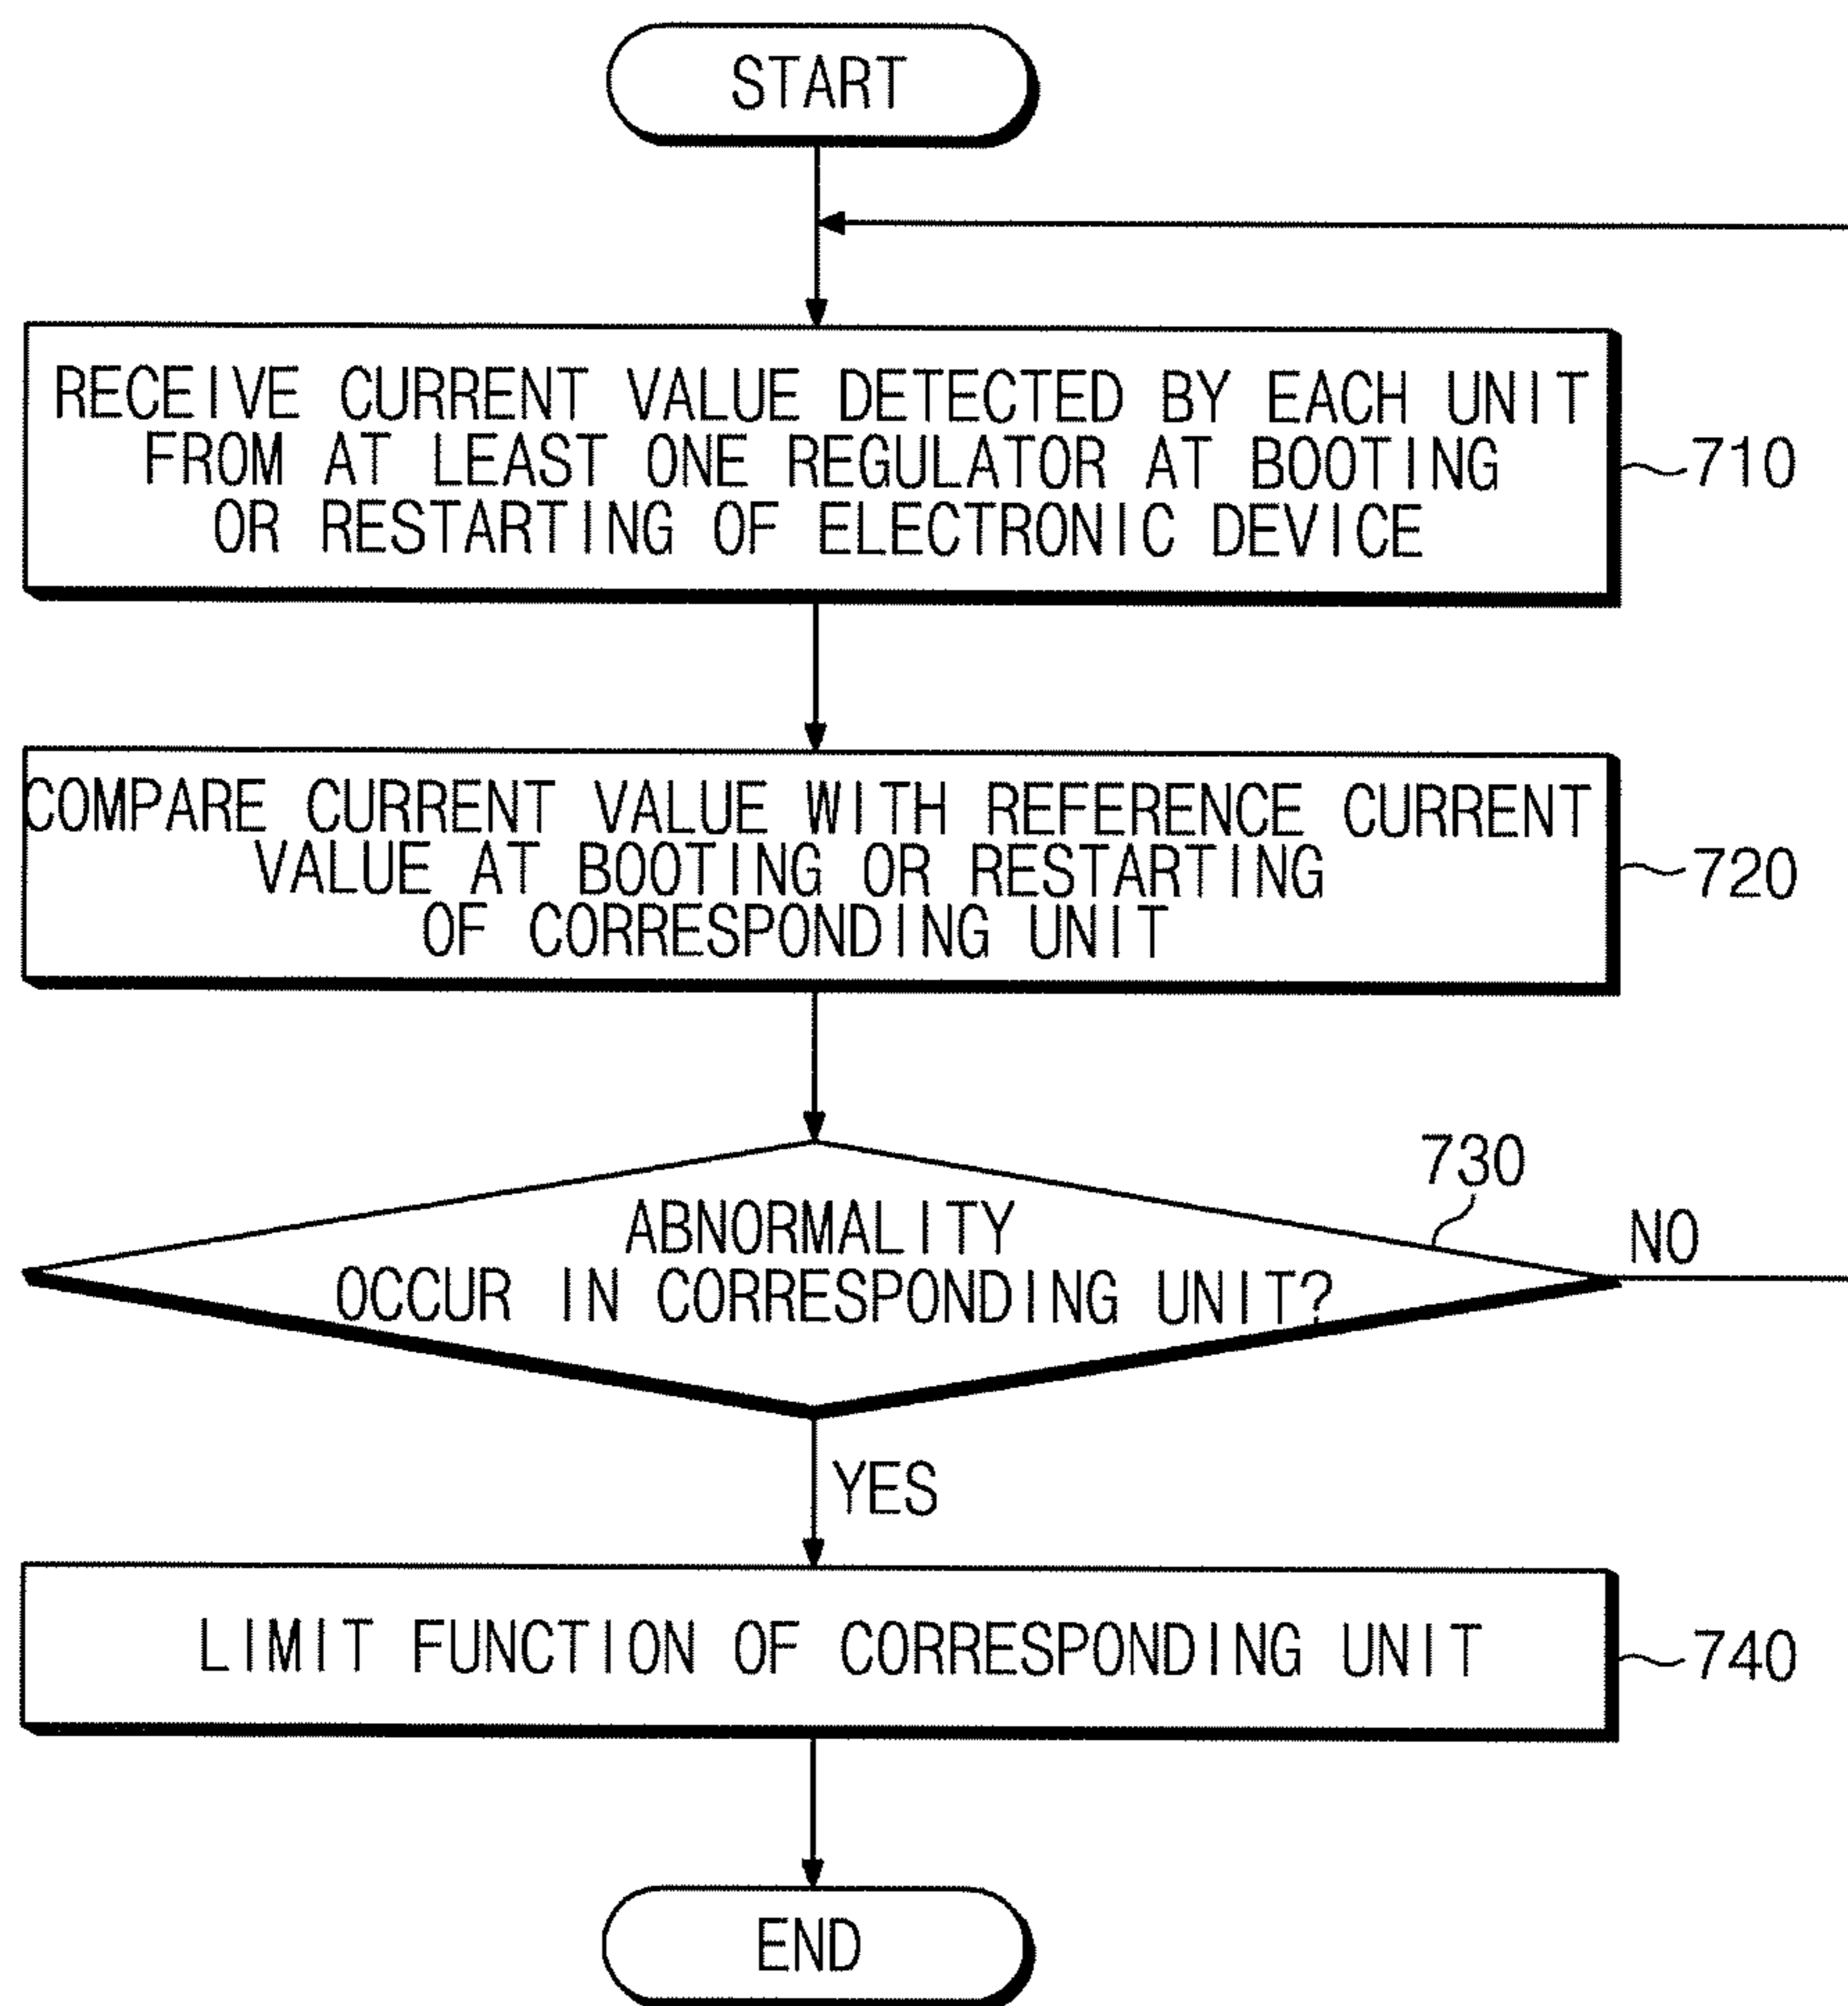 START
RECEIVE CURRENT VALUE DETECTED BY EACH UNIT
FROM AT LEAST ONE REGULATOR AT BOOTING
OR RESTARTING OF ELECTRONIC DEVICE
710
COMPARE CURRENT VALUE WITH REFERENCE CURRENT
VALUE AT BOOTING OR RESTARTING
OF CORRESPONDING UNIT
720
730
NO
ABNORMALITY
OCCUR IN CORRESPONDING UNIT?
YES
LIMIT FUNCTION OF CORRESPONDING UNIT
740
END